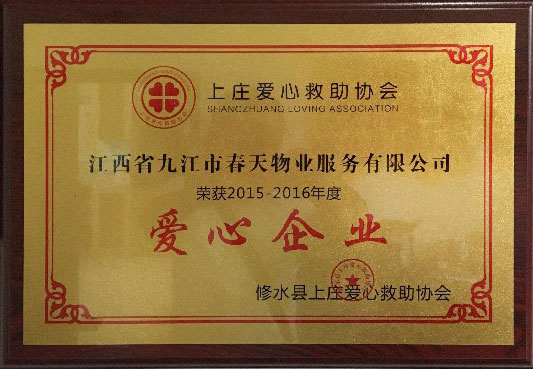 上庄爱心救助协会
SHANGZHUANG LOVING ASSOCIATION
江西省九江市春天物业服务有限公司
荣获2015-2016年度
爱心企业
修水县上庄爱心救助协会